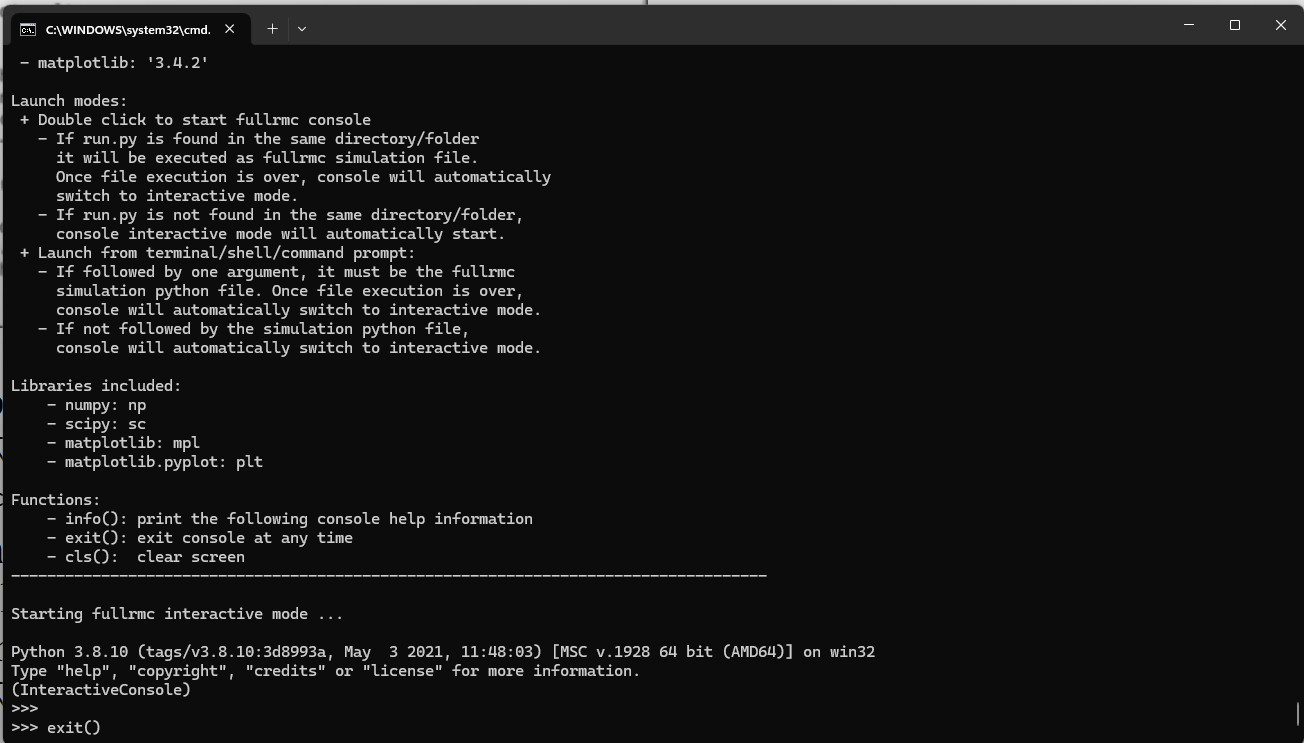 C:\WINDOWS\system32\cmd.
- matplotlib: '3.4.2'
Launch modes:
+ Double click to start fullrmc console
- If run.py is found in the same directory/folder
it will be executed as fullrmc simulation file.
Once file execution is over, console will automatically
switch to interactive mode.
- If run.py is not found in the same directory/folder,
console interactive mode will automatically start.
+ Launch from terminal/shell/command prompt:
- If followed by one argument, it must be the fullrmc
simulation python file. Once file execution is over,
console will automatically switch to interactive mode.
- If not followed by the simulation python file,
console will automatically switch to interactive mode.
Libraries included:
- numpy: np
- scipy: sc
- matplotlib: mpl
- matplotlib.pyplot: plt
Functions:
- info(): print the following console help information
- exit(): exit console at any time
- cls():  clear screen
------------------------------------------------------------------------------------
Starting fullrmc interactive mode ...
Python 3.8.10 (tags/v3.8.10:3d8993a, May  3 2021, 11:48:03) [MSC v.1928 64 bit (AMD64)] on win32
Type "help", "copyright", "credits" or "license" for more information.
(InteractiveConsole)
>>>
>>> exit()